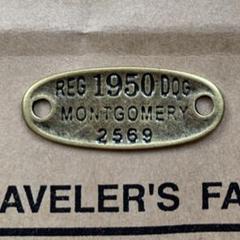 REG 1950 DOG
MONTGOMERY
2569
AVELER'S FA